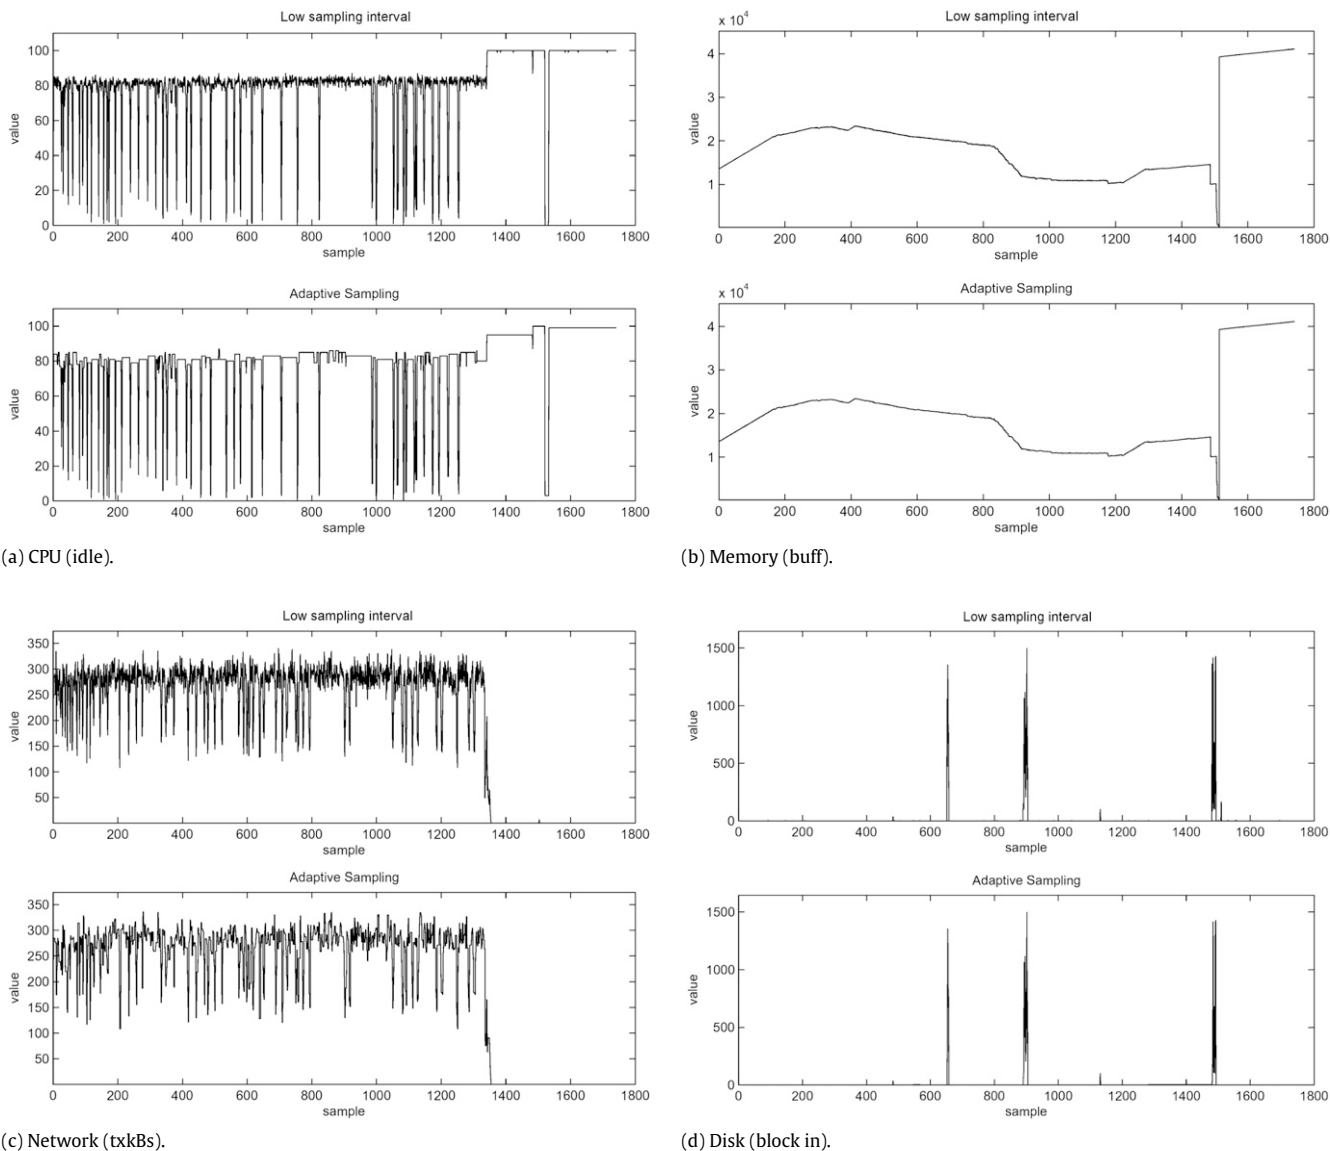 Low sampling interval
100
80
60
40
20
0
value
0 200 400 600 800 1000 1200 1400 1600 1800
sample
Adaptive Sampling
100
80
60
40
20
0
value
0 200 400 600 800 1000 1200 1400 1600 1800
sample
(a) CPU (idle).
Low sampling interval
x 10^4
4
3
2
1
value
0 200 400 600 800 1000 1200 1400 1600 1800
sample
Adaptive Sampling
x 10^4
4
3
2
1
value
0 200 400 600 800 1000 1200 1400 1600 1800
sample
(b) Memory (buff).
Low sampling interval
350
300
250
200
150
100
50
value
0 200 400 600 800 1000 1200 1400 1600 1800
sample
Adaptive Sampling
350
300
250
200
150
100
50
value
0 200 400 600 800 1000 1200 1400 1600 1800
sample
(c) Network (txkBs).
Low sampling interval
1500
1000
500
0
value
0 200 400 600 800 1000 1200 1400 1600 1800
sample
Adaptive Sampling
1500
1000
500
0
value
0 200 400 600 800 1000 1200 1400 1600 1800
sample
(d) Disk (block in).